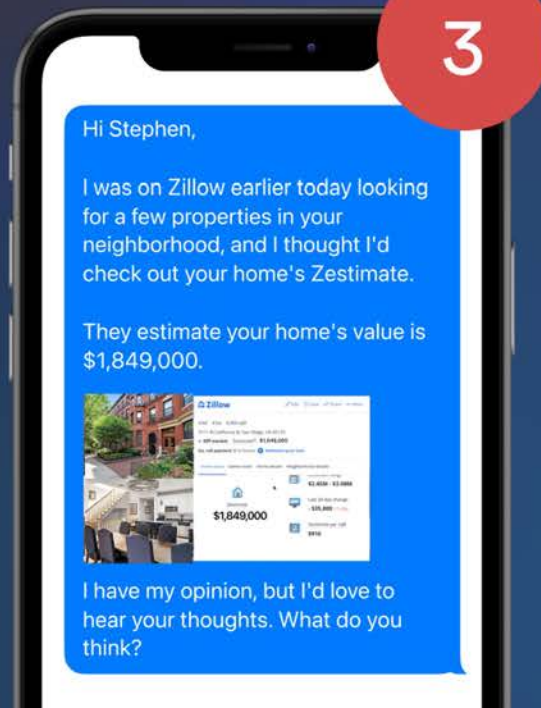 3
Hi Stephen,
I was on Zillow earlier today looking
for a few properties in your
neighborhood, and I thought I'd
check out your home's Zestimate.
They estimate your home's value is
$1,849,000.
Zillow
$1,849,000
I have my opinion, but I'd love to
hear your thoughts. What do you
think?